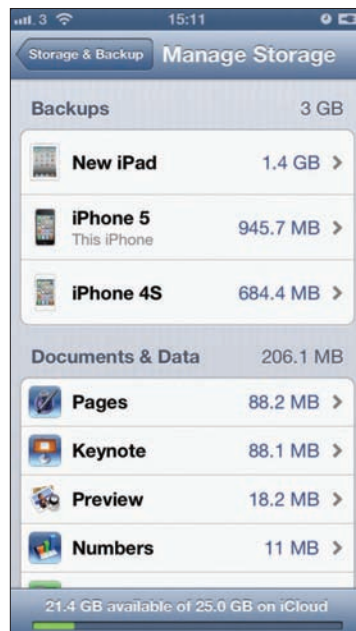 3
15:11
Storage & Backup
Manage Storage
Backups 3 GB
New iPad 1.4 GB
iPhone 5
This iPhone
945.7 MB
iPhone 4S 684.4 MB
Documents & Data 206.1 MB
Pages 88.2 MB
Keynote 88.1 MB
Preview 18.2 MB
Numbers 11 MB
21.4 GB available of 25.0 GB on iCloud